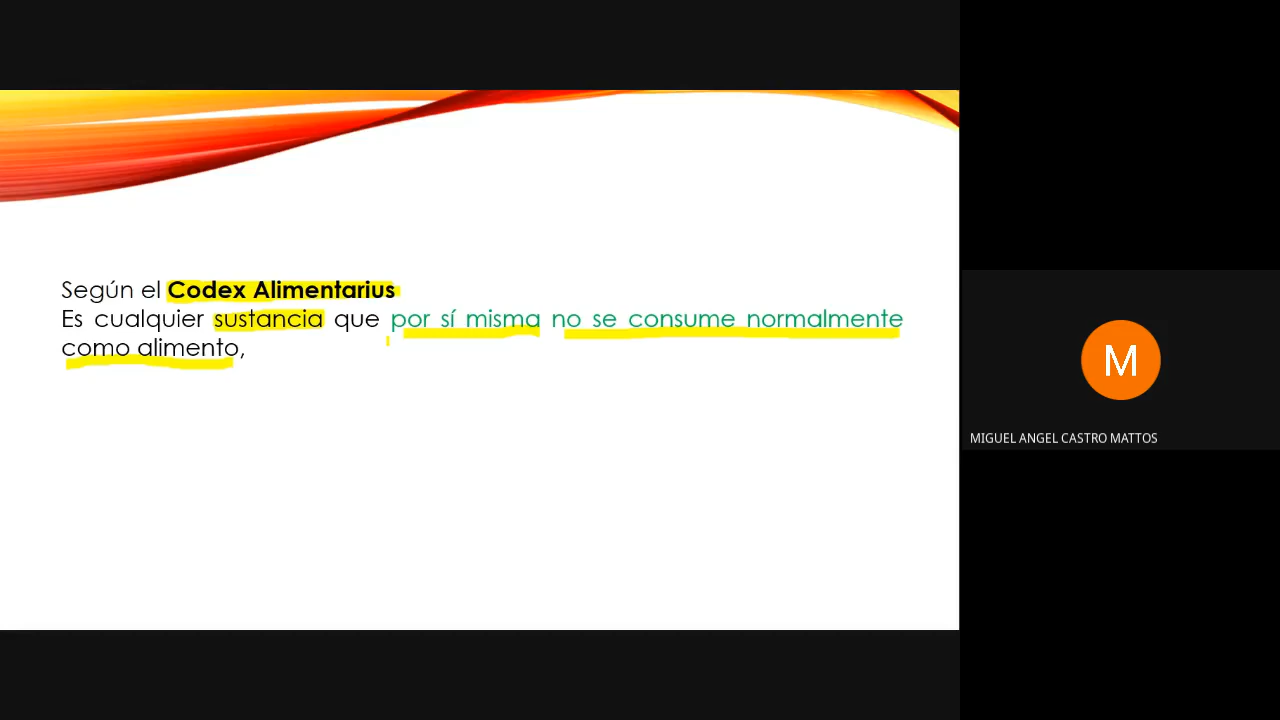 Según el Codex Alimentarius
Es cualquier sustancia que por sí misma no se consume normalmente
como alimento,
M
MIGUEL ANGEL CASTRO MATTOS